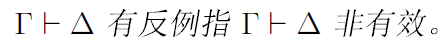 Γ ⊢ Δ 有反例指 Γ ⊢ Δ 非有效。